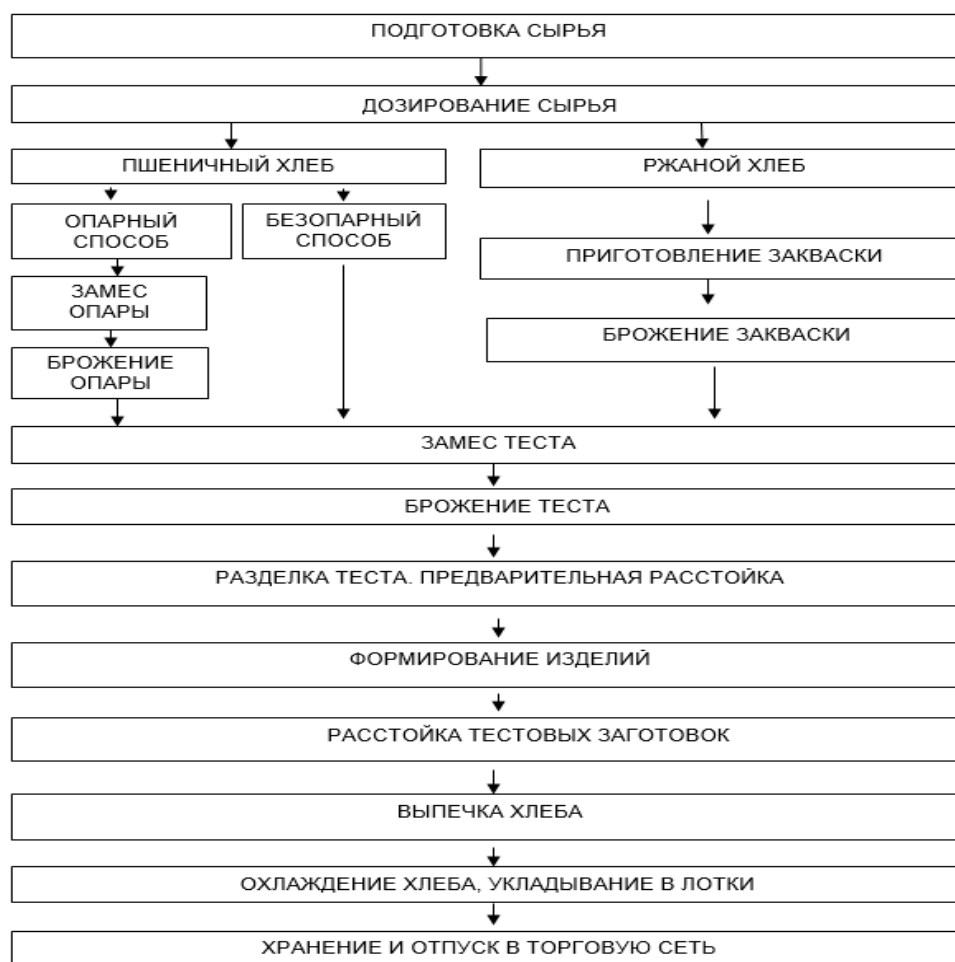 ПОДГОТОВКА СЫРЬЯ
ДОЗИРОВАНИЕ СЫРЬЯ
ПШЕНИЧНЫЙ ХЛЕБ
РЖАНОЙ ХЛЕБ
ОПАРНЫЙ
СПОСОБ
БЕЗОПАРНЫЙ
СПОСОБ
ПРИГОТОВЛЕНИЕ ЗАКВАСКИ
ЗАМЕС
ОПАРЫ
БРОЖЕНИЕ ЗАКВАСКИ
БРОЖЕНИЕ
ОПАРЫ
ЗАМЕС ТЕСТА
БРОЖЕНИЕ ТЕСТА
РАЗДЕЛКА ТЕСТА. ПРЕДВАРИТЕЛЬНАЯ РАССТОЙКА
ФОРМИРОВАНИЕ ИЗДЕЛИЙ
РАССТОЙКА ТЕСТОВЫХ ЗАГОТОВОК
ВЫПЕЧКА ХЛЕБА
ОХЛАЖДЕНИЕ ХЛЕБА, УКЛАДЫВАНИЕ В ЛОТКИ
ХРАНЕНИЕ И ОТПУСК В ТОРГОВУЮ СЕТЬ